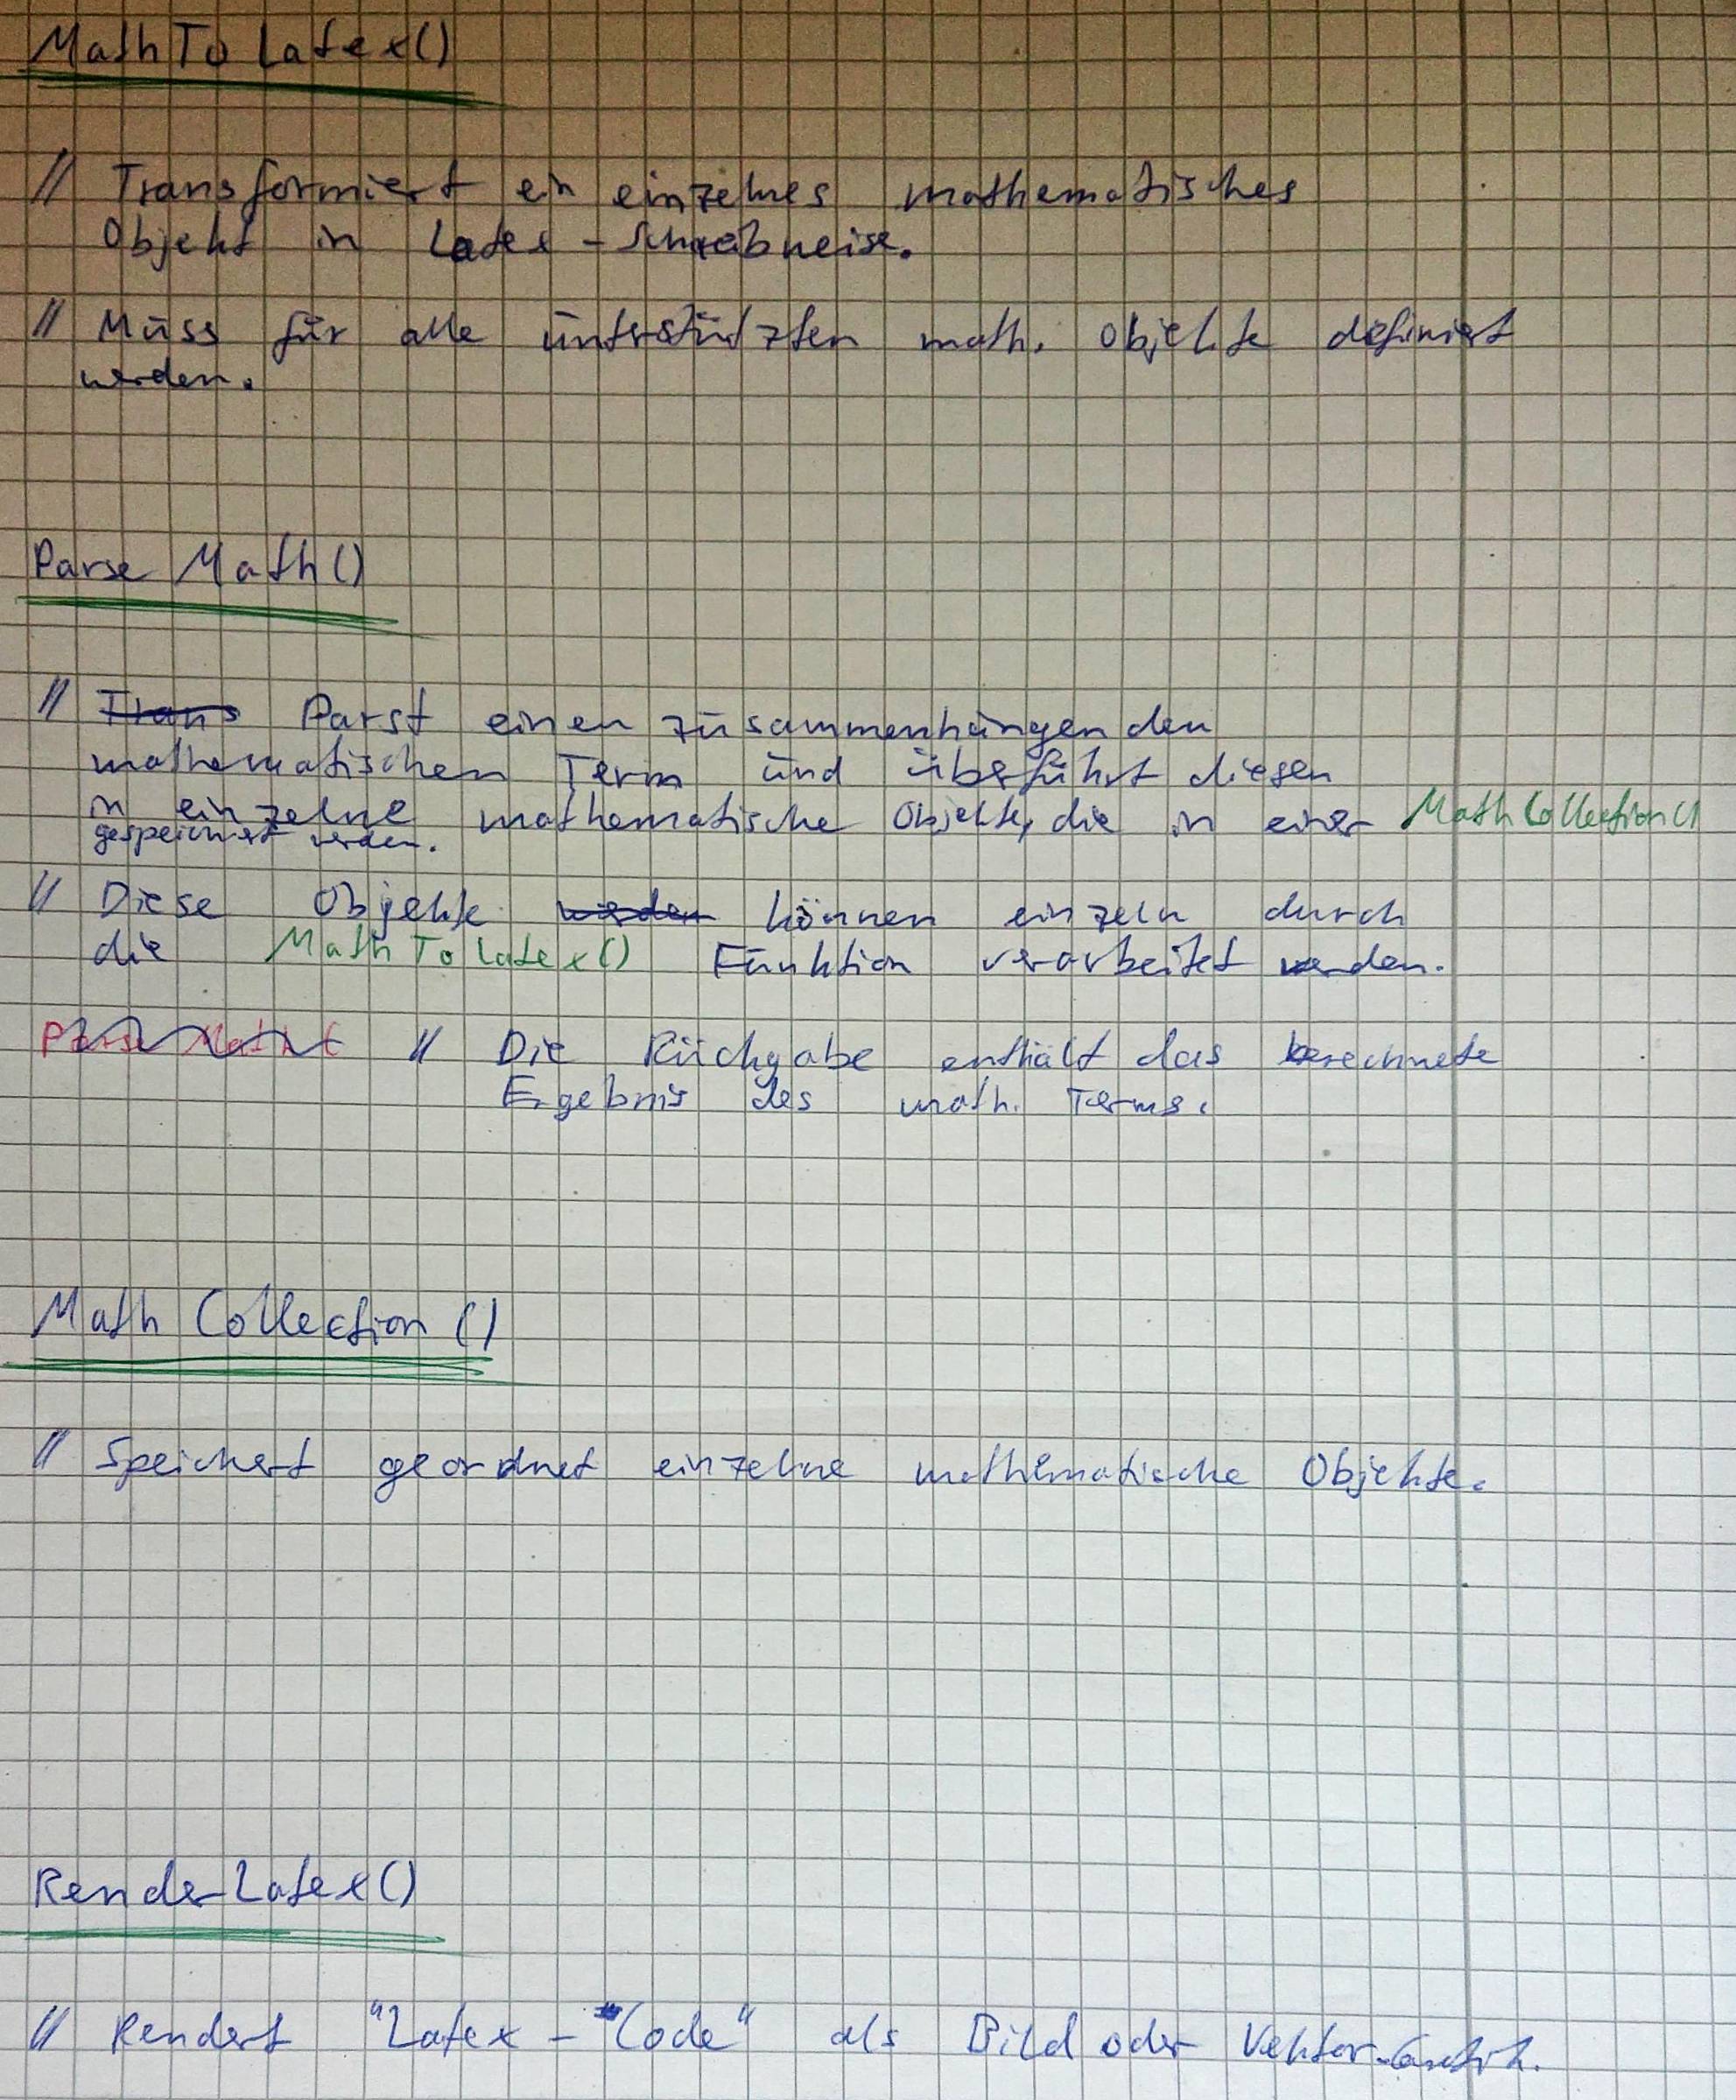 MathToLatex()
// Transformiert ein einzelnes mathematisches
Objekt in Latex-Schreibweise.
// Muss für alle unterstützten math. Objekte definiert
werden.
ParseMath()
// Trans Parst einen zusammenhängenden
mathematischen Term und überführt diesen
in einzelne mathematische Objekte, die in einer MathCollection()
gespeichert werden.
// Diese Objekte werden können einzeln durch
die MathToLatex() Funktion verarbeitet werden.
ParseMath( // Die Rückgabe enthält das berechnete
Ergebnis des math. Terms.
MathCollection()
// Speichert geordnet einzelne mathematische Objekte.
RenderLatex()
// Rendert "Latex-Code" als Bild oder Vektor-Grafik.